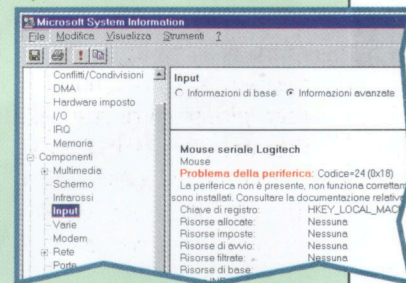 Microsoft System Information
File Modifica Visualizza Strumenti ?
Conflitti/Condivisioni
DMA
Hardware imposto
I/O
IRQ
Memoria
Componenti
Multimedia
Schermo
Infrarossi
Input
Varie
Modem
Rete
Porte
Input
Informazioni di base Informazioni avanzate
Mouse seriale Logitech
Mouse
Problema della periferica: Codice=24 (0x18)
La periferica non è presente, non funziona correttam
sono installati. Consultare la documentazione relativ
Chiave di registro: HKEY_LOCAL_MAC
Risorse allocate: Nessuna
Risorse imposte: Nessuna
Risorse di avvio: Nessuna
Risorse filtrate: Nessuna
Risorse di base: Nessuna